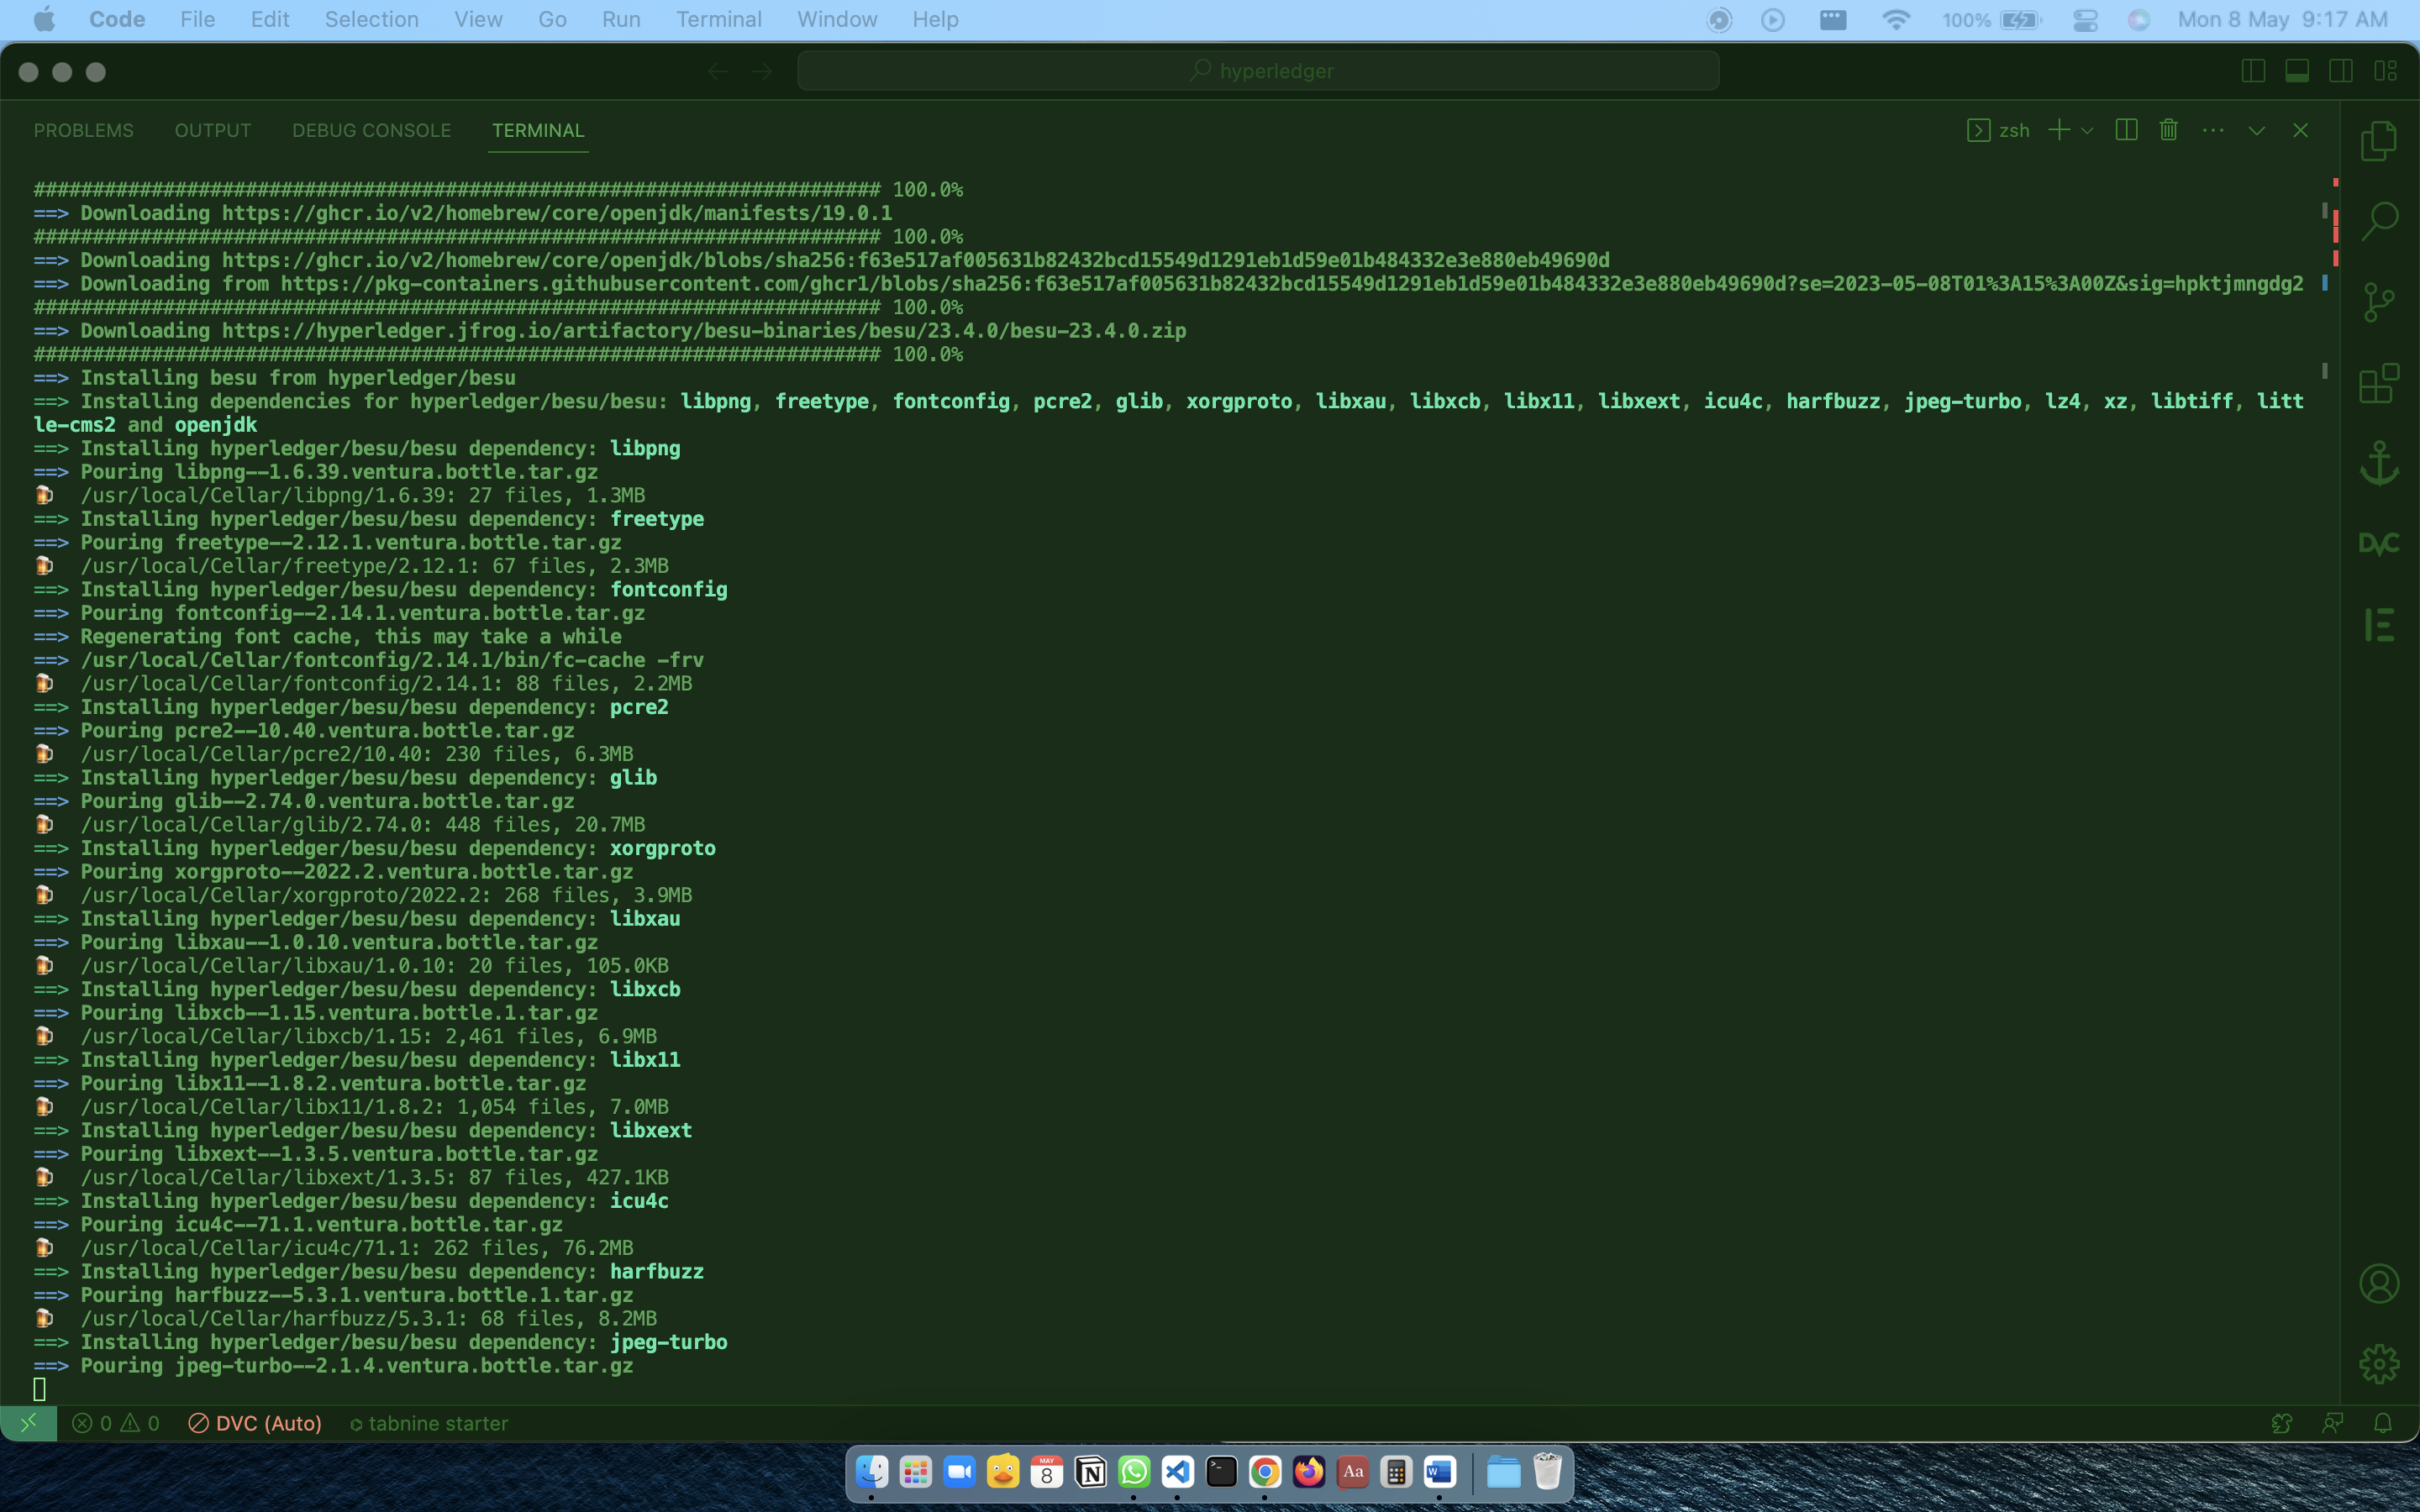 Code File Edit Selection View Go Run Terminal Window Help 100% Mon 8 May 9:17 AM
hyperledger
PROBLEMS OUTPUT DEBUG CONSOLE TERMINAL zsh
######################################################################## 100.0%
==> Downloading https://ghcr.io/v2/homebrew/core/openjdk/manifests/19.0.1
######################################################################## 100.0%
==> Downloading https://ghcr.io/v2/homebrew/core/openjdk/blobs/sha256:f63e517af005631b82432bcd15549d1291eb1d59e01b484332e3e880eb49690d
==> Downloading from https://pkg-containers.githubusercontent.com/ghcr1/blobs/sha256:f63e517af005631b82432bcd15549d1291eb1d59e01b484332e3e880eb49690d?se=2023-05-08T01%3A15%3A00Z&sig=hpktjmngdg2
######################################################################## 100.0%
==> Downloading https://hyperledger.jfrog.io/artifactory/besu-binaries/besu/23.4.0/besu-23.4.0.zip
######################################################################## 100.0%
==> Installing besu from hyperledger/besu
==> Installing dependencies for hyperledger/besu/besu: libpng, freetype, fontconfig, pcre2, glib, xorgproto, libxau, libxcb, libx11, libxext, icu4c, harfbuzz, jpeg-turbo, lz4, xz, libtiff, litt
le-cms2 and openjdk
==> Installing hyperledger/besu/besu dependency: libpng
==> Pouring libpng--1.6.39.ventura.bottle.tar.gz
🍺 /usr/local/Cellar/libpng/1.6.39: 27 files, 1.3MB
==> Installing hyperledger/besu/besu dependency: freetype
==> Pouring freetype--2.12.1.ventura.bottle.tar.gz
🍺 /usr/local/Cellar/freetype/2.12.1: 67 files, 2.3MB
==> Installing hyperledger/besu/besu dependency: fontconfig
==> Pouring fontconfig--2.14.1.ventura.bottle.tar.gz
==> Regenerating font cache, this may take a while
==> /usr/local/Cellar/fontconfig/2.14.1/bin/fc-cache -frv
🍺 /usr/local/Cellar/fontconfig/2.14.1: 88 files, 2.2MB
==> Installing hyperledger/besu/besu dependency: pcre2
==> Pouring pcre2--10.40.ventura.bottle.tar.gz
🍺 /usr/local/Cellar/pcre2/10.40: 230 files, 6.3MB
==> Installing hyperledger/besu/besu dependency: glib
==> Pouring glib--2.74.0.ventura.bottle.tar.gz
🍺 /usr/local/Cellar/glib/2.74.0: 448 files, 20.7MB
==> Installing hyperledger/besu/besu dependency: xorgproto
==> Pouring xorgproto--2022.2.ventura.bottle.tar.gz
🍺 /usr/local/Cellar/xorgproto/2022.2: 268 files, 3.9MB
==> Installing hyperledger/besu/besu dependency: libxau
==> Pouring libxau--1.0.10.ventura.bottle.tar.gz
🍺 /usr/local/Cellar/libxau/1.0.10: 20 files, 105.0KB
==> Installing hyperledger/besu/besu dependency: libxcb
==> Pouring libxcb--1.15.ventura.bottle.1.tar.gz
🍺 /usr/local/Cellar/libxcb/1.15: 2,461 files, 6.9MB
==> Installing hyperledger/besu/besu dependency: libx11
==> Pouring libx11--1.8.2.ventura.bottle.tar.gz
🍺 /usr/local/Cellar/libx11/1.8.2: 1,054 files, 7.0MB
==> Installing hyperledger/besu/besu dependency: libxext
==> Pouring libxext--1.3.5.ventura.bottle.tar.gz
🍺 /usr/local/Cellar/libxext/1.3.5: 87 files, 427.1KB
==> Installing hyperledger/besu/besu dependency: icu4c
==> Pouring icu4c--71.1.ventura.bottle.tar.gz
🍺 /usr/local/Cellar/icu4c/71.1: 262 files, 76.2MB
==> Installing hyperledger/besu/besu dependency: harfbuzz
==> Pouring harfbuzz--5.3.1.ventura.bottle.1.tar.gz
🍺 /usr/local/Cellar/harfbuzz/5.3.1: 68 files, 8.2MB
==> Installing hyperledger/besu/besu dependency: jpeg-turbo
==> Pouring jpeg-turbo--2.1.4.ventura.bottle.tar.gz
DVC
0 0 DVC (Auto) tabnine starter
MAY 8 N Aa W